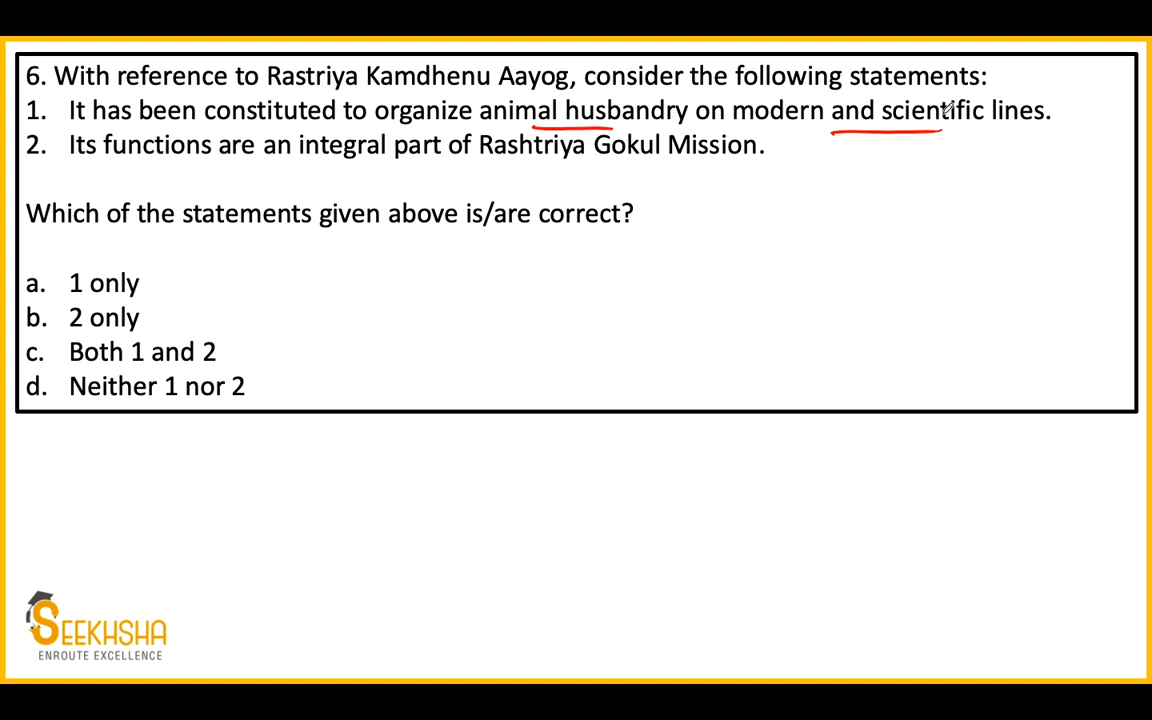 6. With reference to Rastriya Kamdhenu Aayog, consider the following statements:
1. It has been constituted to organize animal husbandry on modern and scientific lines.
2. Its functions are an integral part of Rashtriya Gokul Mission.
Which of the statements given above is/are correct?
a. 1 only
b. 2 only
c. Both 1 and 2
d. Neither 1 nor 2
SEEKHSHA
ENROUTE EXCELLENCE